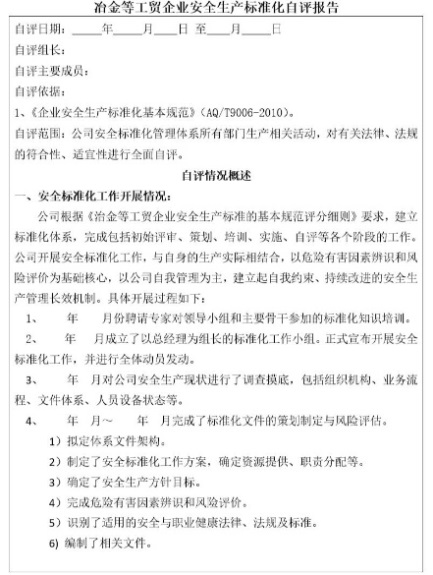 冶金等工贸企业安全生产标准化自评报告
自评日期：____年____月____日 至____月____日
自评组长：
自评主要成员：
自评依据：
1、《企业安全生产标准化基本规范》（AQ/T9006-2010）。
自评范围：公司安全标准化管理体系所有部门生产相关活动，对有关法律、法规
的符合性、适宜性进行全面自评。
自评情况概述
一、安全标准化工作开展情况：
公司根据《冶金等工贸企业安全生产标准的基本规范评分细则》要求，建立
标准化体系，完成包括初始评审、策划、培训、实施、自评等各个阶段的工作。
公司开展安全标准化工作，与自身的生产实际相结合，以危险有害因素辨识和风
险评价为基础核心，以公司自我管理为主，建立起自我约束、持续改进的安全生
产管理长效机制。具体开展过程如下：
1、 年 月份聘请专家对领导小组和主要骨干参加的标准化知识培训。
2、 年 月成立了以总经理为组长的标准化工作小组。正式宣布开展安全
标准化工作，并进行全体动员发动。
3、 年 月对公司安全生产现状进行了调查摸底，包括组织机构、业务流
程、文件体系、人员设备状态等。
4、 年 月～ 年 月完成了标准化文件的策划制定与风险评估。
1）拟定体系文件架构。
2）制定了安全标准化工作方案，确定资源提供、职责分配等。
3）确定了安全生产方针目标。
4）完成危险有害因素辨识和风险评价。
5）识别了适用的安全与职业健康法律、法规及标准。
6）编制了相关文件。